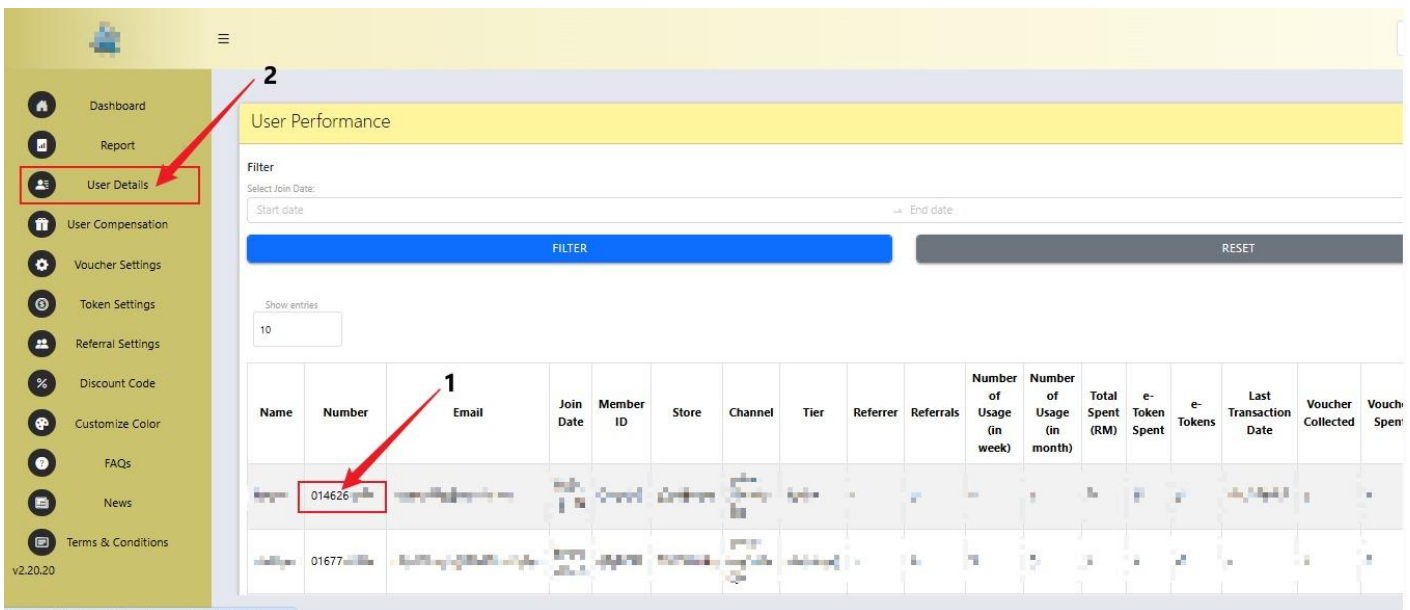 2
Dashboard
Report
User Details
User Compensation
Voucher Settings
Token Settings
Referral Settings
Discount Code
Customize Color
FAQs
News
Terms & Conditions
v2.20.20
User Performance
Filter
Select Join Date:
Start date → End date
FILTER RESET
Show entries
10
1
Name Number Email Join Date Member ID Store Channel Tier Referrer Referrals Number of Usage (in week) Number of Usage (in month) Total Spent (RM) e-Token Spent e-Tokens Last Transaction Date Voucher Collected Spent
014626
01677